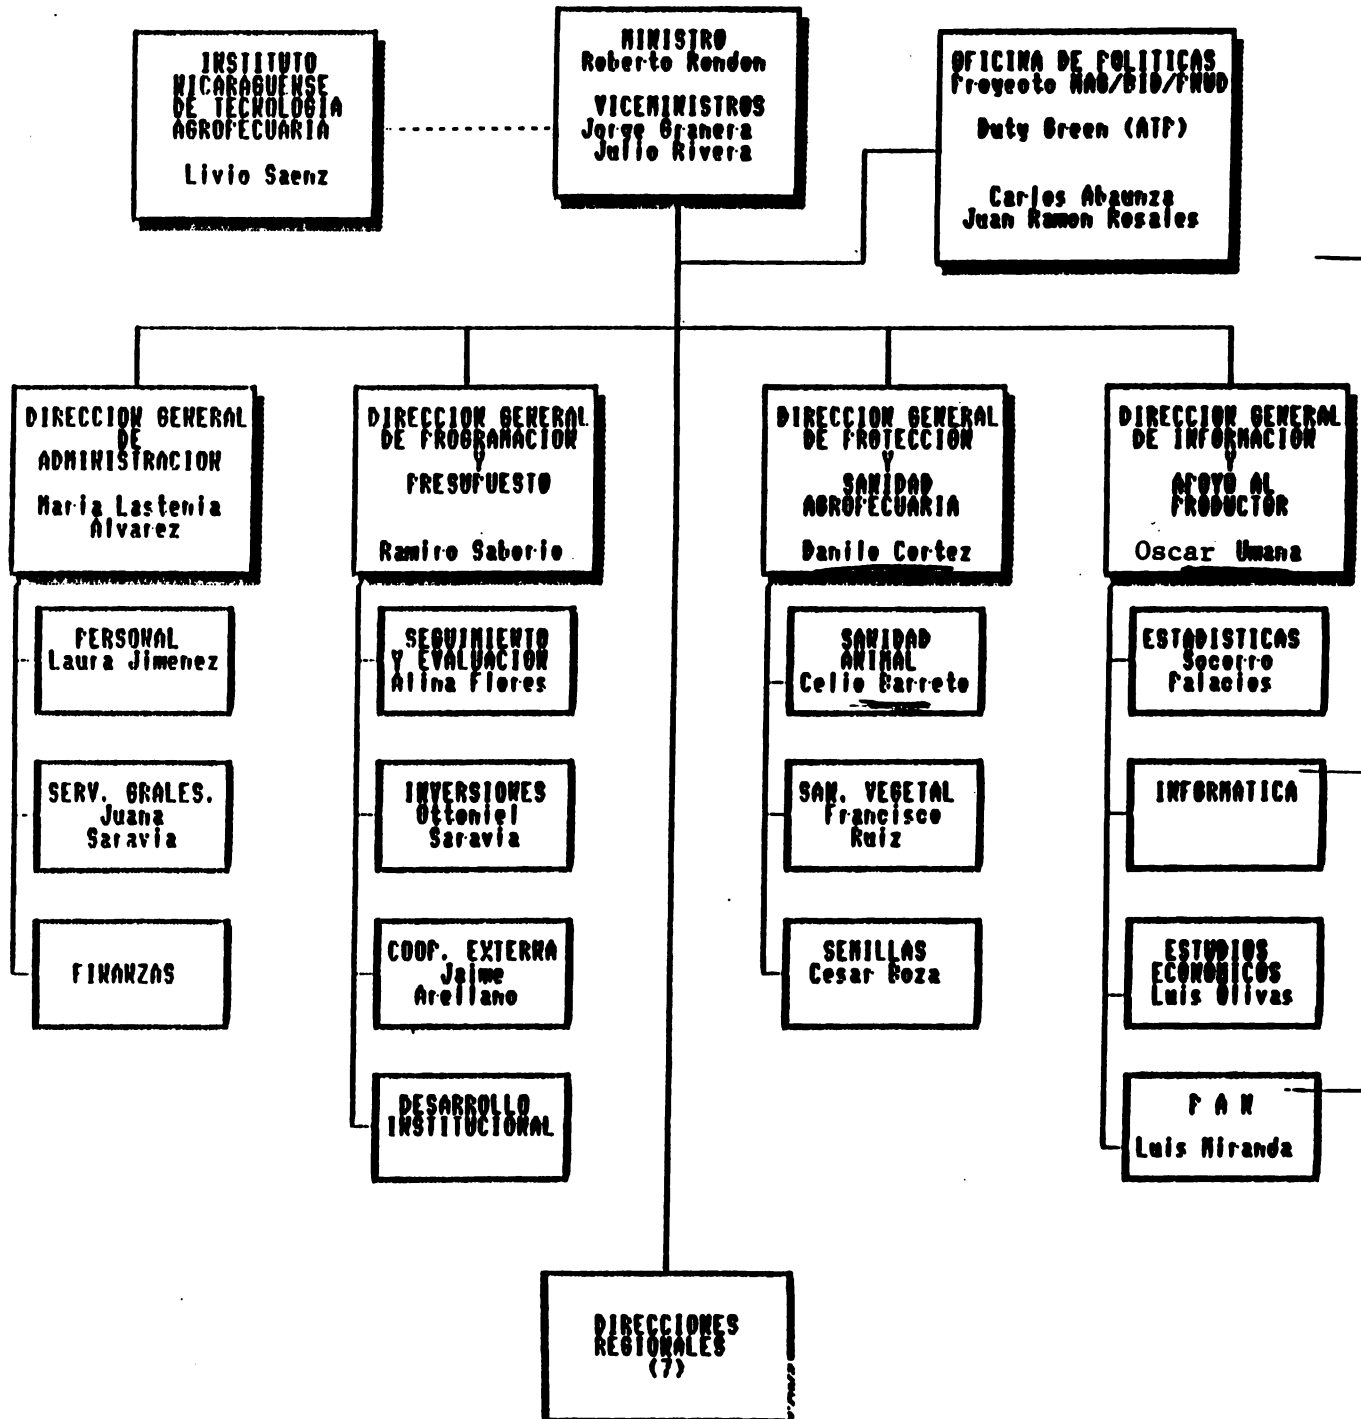 INSTITUTO
NICARAGUENSE
DE TECNOLOGIA
AGROPECUARIA
Livio Saenz
MINISTRO
Roberto Rondon
VICEMINISTROS
Jorge Granera
Julio Rivera
OFICINA DE POLITICAS
Proyecto MAG/BID/PNUD
Duty Green (ATP)
Carlos Abaunza
Juan Ramon Rosales
DIRECCION GENERAL
DE
ADMINISTRACION
Maria Lastenia
Alvarez
DIRECCION GENERAL
DE PROGRAMACION
Y
PRESUPUESTO
Ramiro Saborio
DIRECCION GENERAL
DE PROTECCION
Y
SANIDAD
AGROPECUARIA
Danilo Cortez
DIRECCION GENERAL
DE INFORMACION
Y
APOYO AL
PRODUCTOR
Oscar Umana
PERSONAL
Laura Jimenez
SERV. GRALES.
Juana
Saravia
FINANZAS
SEGUIMIENTO
Y EVALUACION
Alina Flores
INVERSIONES
Ottoniel
Saravia
COOP. EXTERNA
Jaime
Arellano
DESARROLLO
INSTITUCIONAL
SANIDAD
ANIMAL
Celio Barreto
SAN. VEGETAL
Francisco
Ruiz
SEMILLAS
Cesar Boza
ESTADISTICAS
Socorro
Palacios
INFORMATICA
ESTUDIOS
ECONOMICOS
Luis Olivas
P A N
Luis Miranda
DIRECCIONES
REGIONALES
(7)